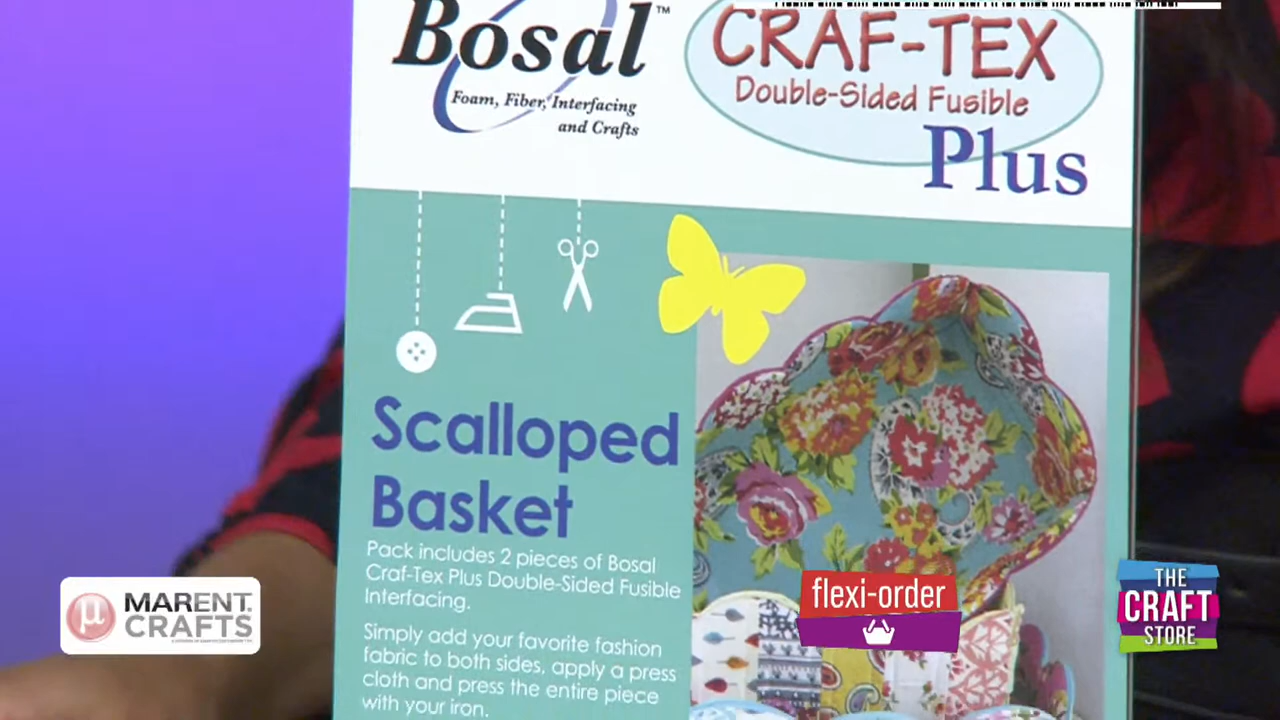 Bosal™
Foam, Fiber, Interfacing
and Crafts
CRAF-TEX
Double-Sided Fusible
Plus
Scalloped
Basket
Pack includes 2 pieces of Bosal
Craf-Tex Plus Double-Sided Fusible
Interfacing.
Simply add your favorite fashion
fabric to both sides, apply a press
cloth and press the entire piece
with your iron.
μ
MARENT.
CRAFTS
flexi-order
THE
CRAFT
STORE